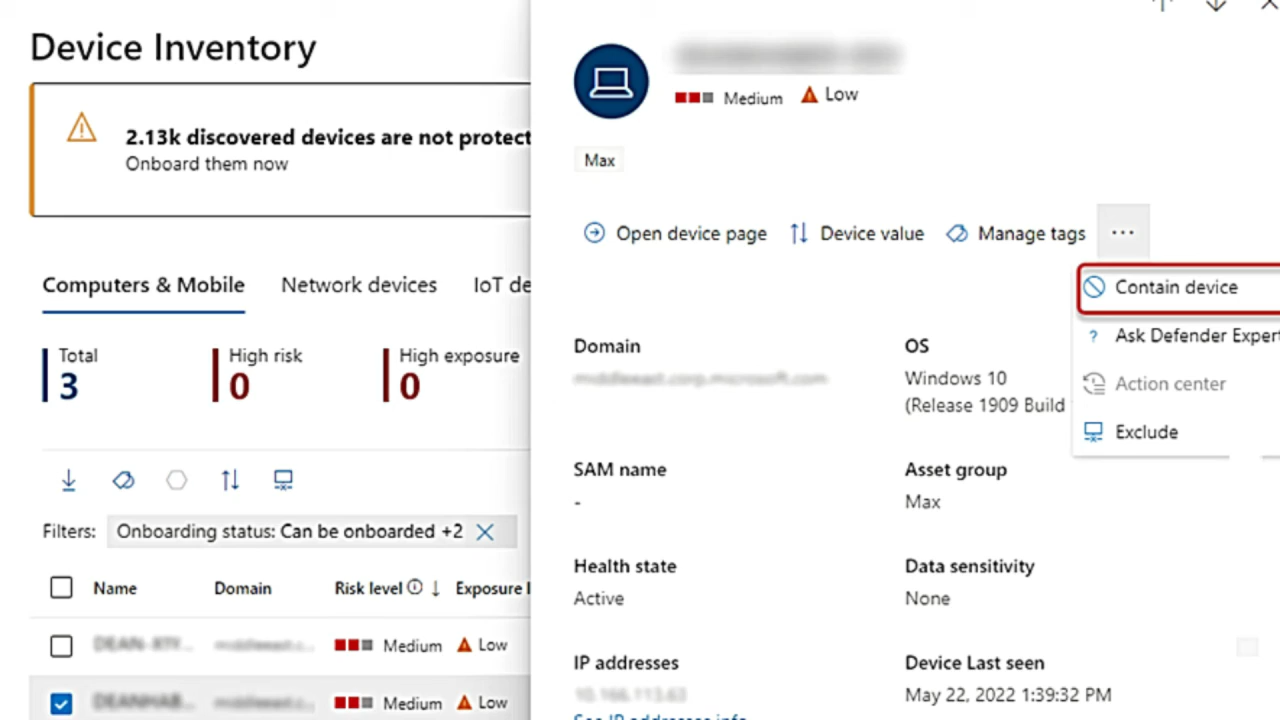 Device Inventory
2.13k discovered devices are not protect
Onboard them now
Computers & Mobile
Network devices
IoT de
Total
3
High risk
0
High exposure
0
Filters:
Onboarding status: Can be onboarded +2
Name
Domain
Risk level
Exposure l
Medium
Low
Medium
Low
Medium
Low
Max
Open device page
Device value
Manage tags
...
Contain device
Ask Defender Expert
Action center
Exclude
Domain
OS
Windows 10
(Release 1909 Build
SAM name
-
Asset group
Max
Health state
Active
Data sensitivity
None
IP addresses
See IP addresses info
Device Last seen
May 22, 2022 1:39:32 PM